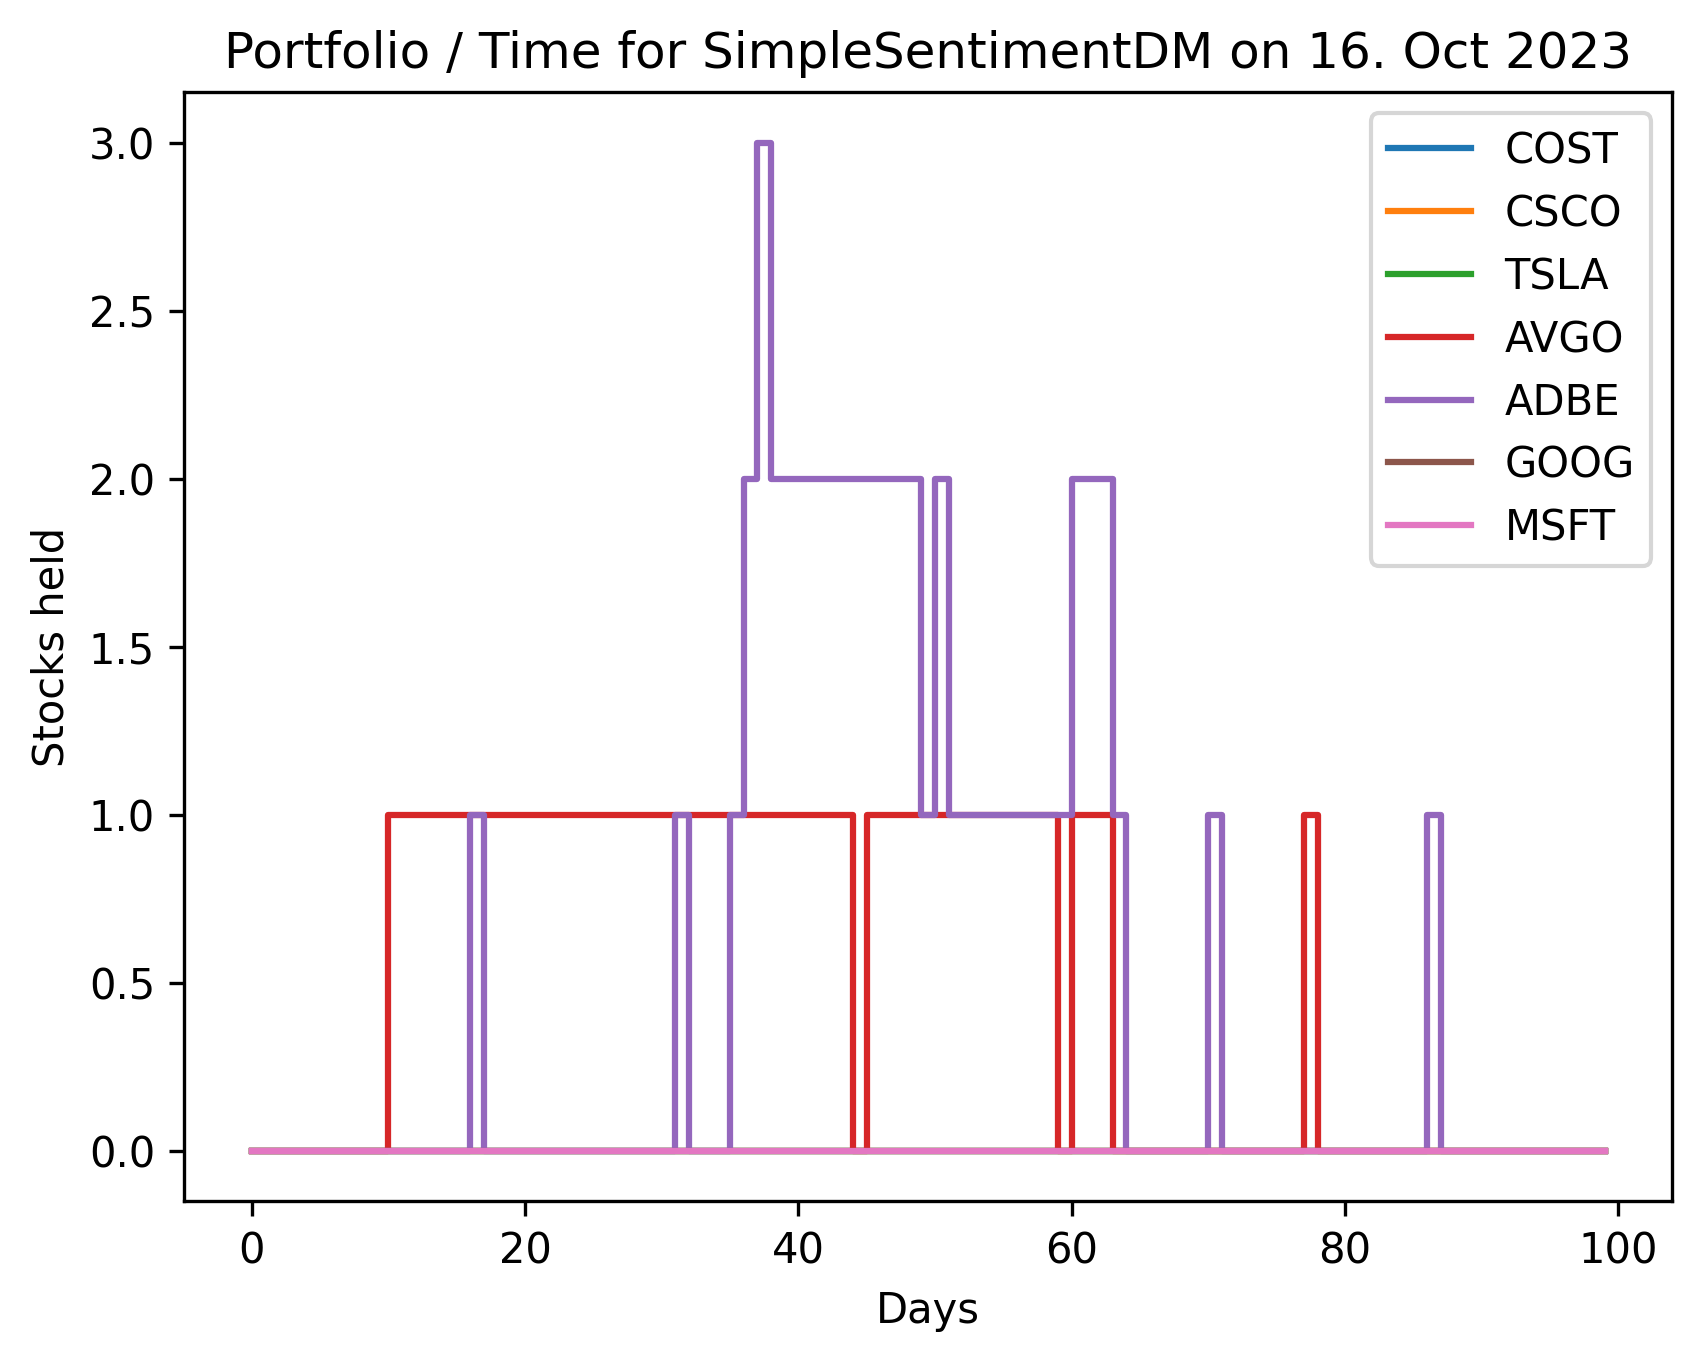 Portfolio / Time for SimpleSentimentDM on 16. Oct 2023
3.0
2.5
2.0
1.5
1.0
0.5
0.0
Stocks held
COST
CSCO
TSLA
AVGO
ADBE
GOOG
MSFT
0 20 40 60 80 100
Days